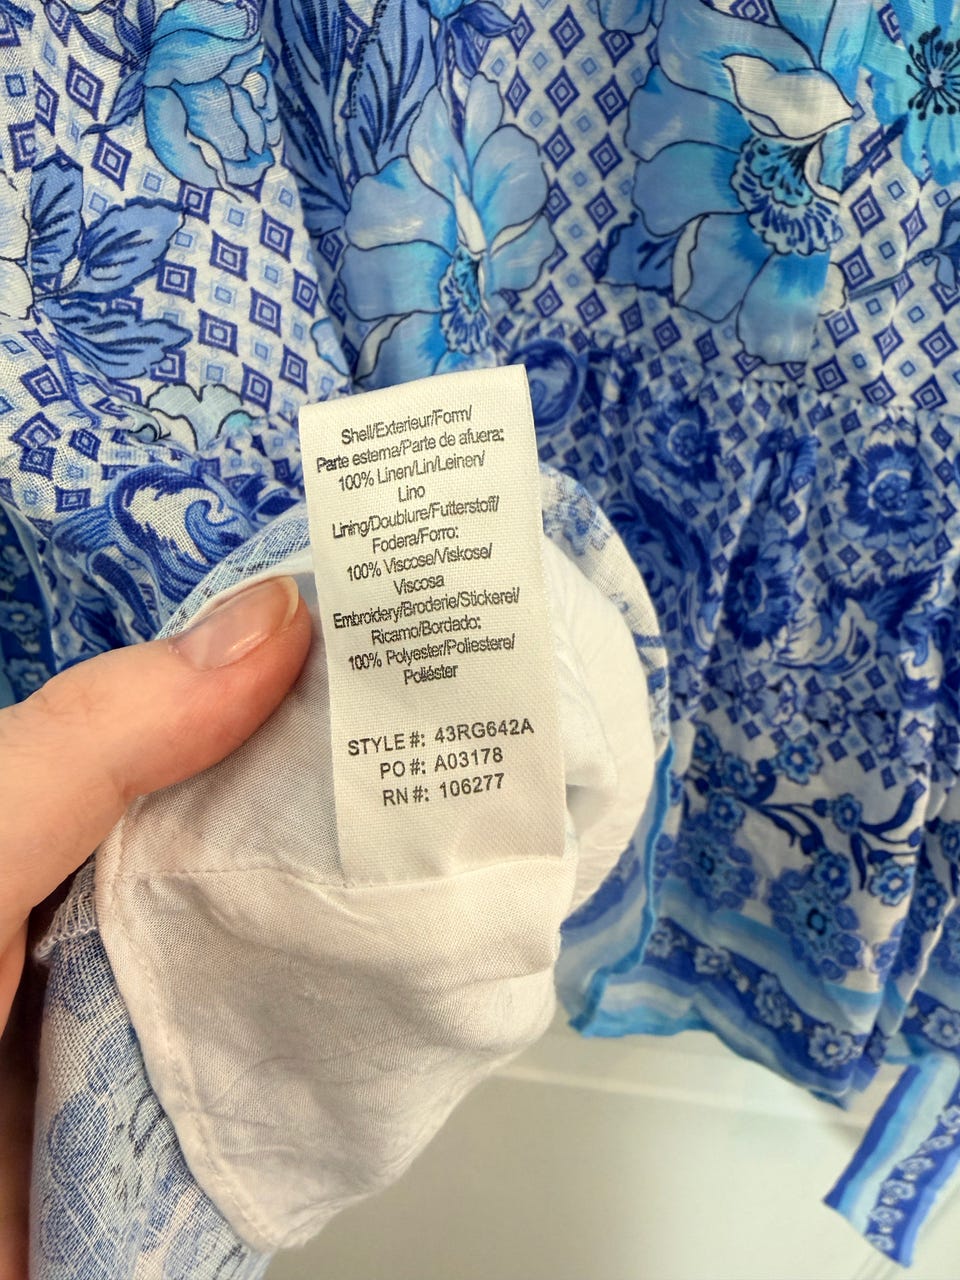 Shell/Exterieur/Form/
Parte esterna/Parte de afuera:
100% Linen/Lin/Leinen/
Lino
Lining/Doublure/Futterstoff/
Fodera/Forro:
100% Viscose/Viskose/
Viscosa
Embroidery/Broderie/Stickerei/
Ricamo/Bordado:
100% Polyester/Poliestere/
Poliéster
STYLE#: 43RG642A
PO#: A03178
RN#: 106277